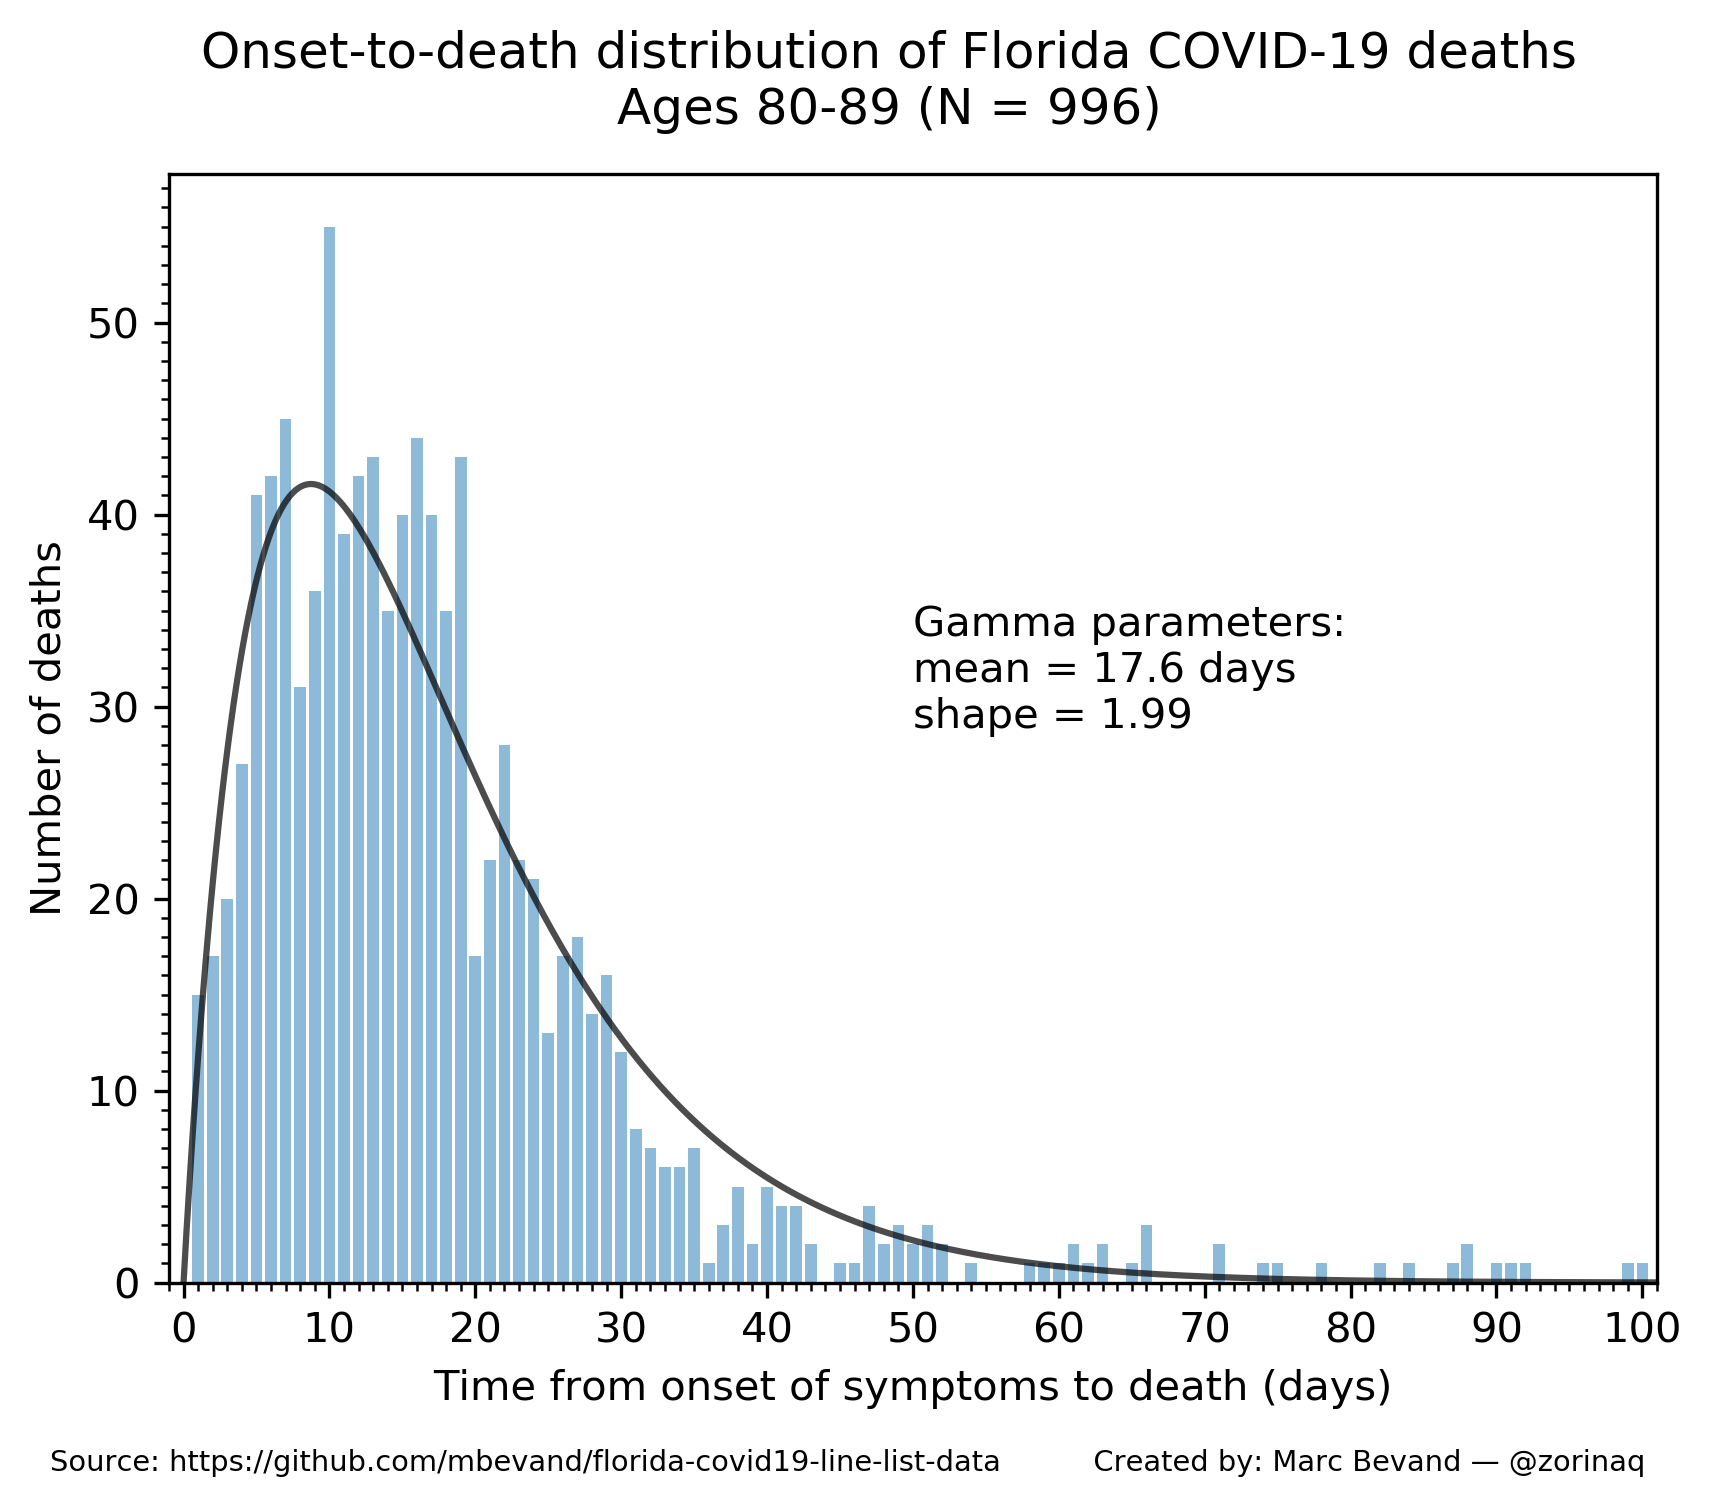 Onset-to-death distribution of Florida COVID-19 deaths
Ages 80-89 (N = 996)
50
40
30
20
10
0
Number of deaths
Gamma parameters:
mean = 17.6 days
shape = 1.99
0 10 20 30 40 50 60 70 80 90 100
Time from onset of symptoms to death (days)
Source: https://github.com/mbevand/florida-covid19-line-list-data
Created by: Marc Bevand — @zorinaq